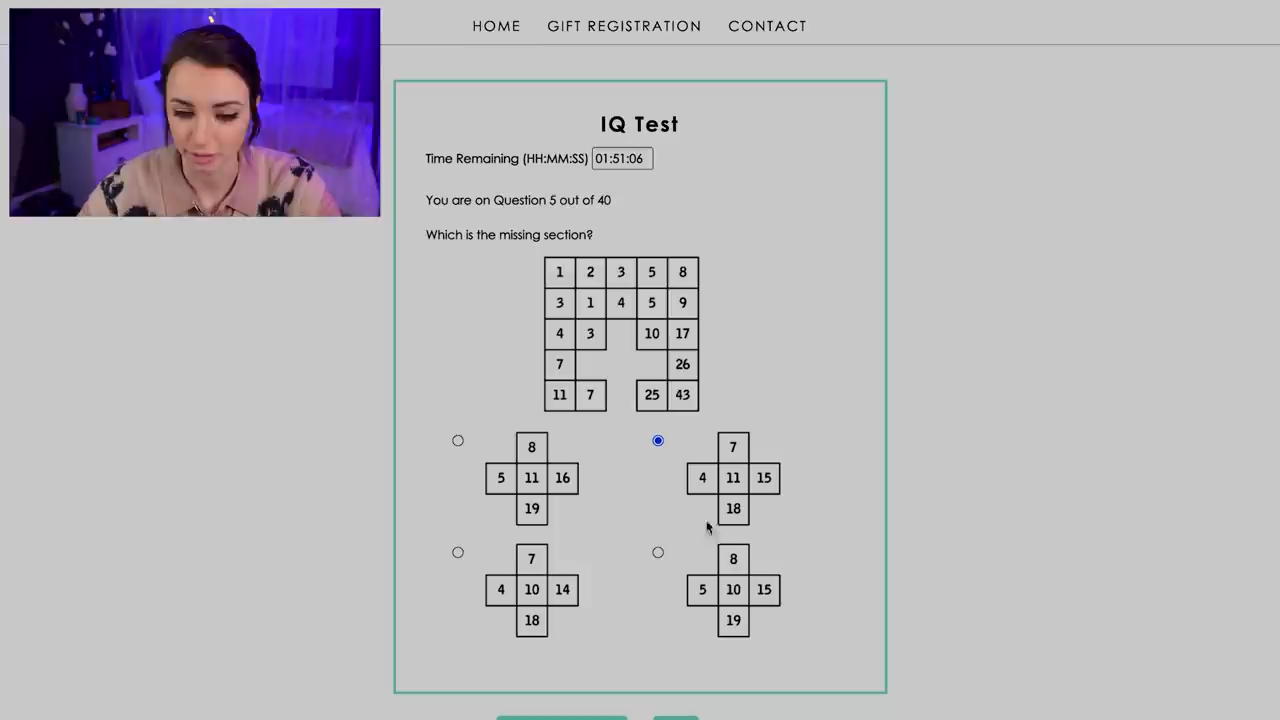 HOME GIFT REGISTRATION CONTACT
IQ Test
Time Remaining (HH:MM:SS) 01:51:06
You are on Question 5 out of 40
Which is the missing section?
1 2 3 5 8
3 1 4 5 9
4 3 10 17
7 26
11 7 25 43
8
5 11 16
19
7
4 11 15
18
7
4 10 14
18
8
5 10 15
19